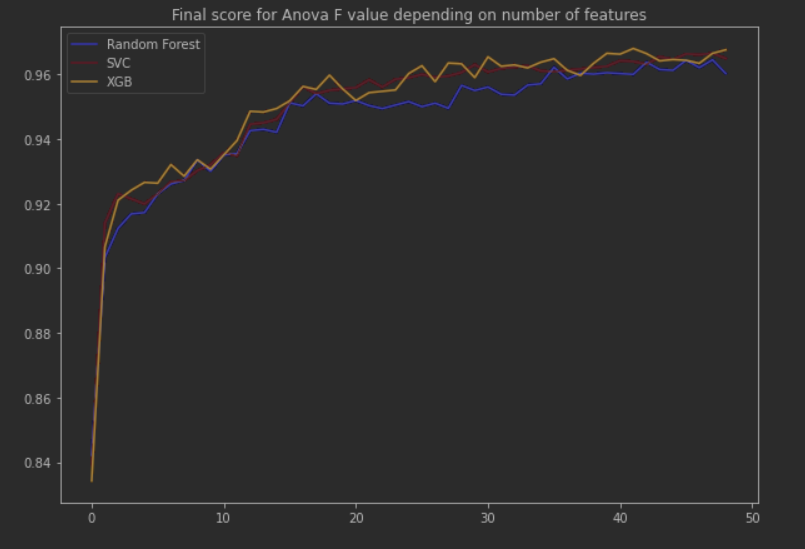 Final score for Anova F value depending on number of features
Random Forest
SVC
XGB
0.96
0.94
0.92
0.90
0.88
0.86
0.84
0 10 20 30 40 50